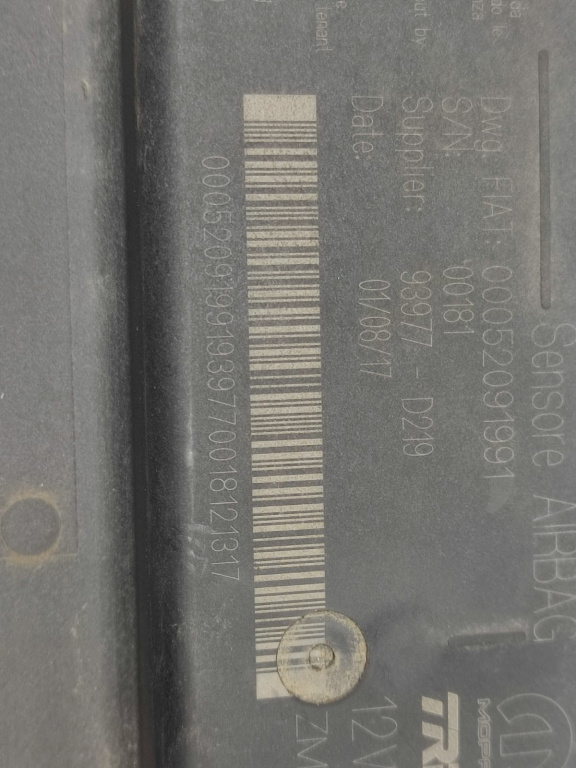 Sensore AIRBAG
Dwg. FIAT: 00052091991
S/N: 00181
Supplier: 93977 - D219
Date: 01/08/17
00052091991939770018121317
12V